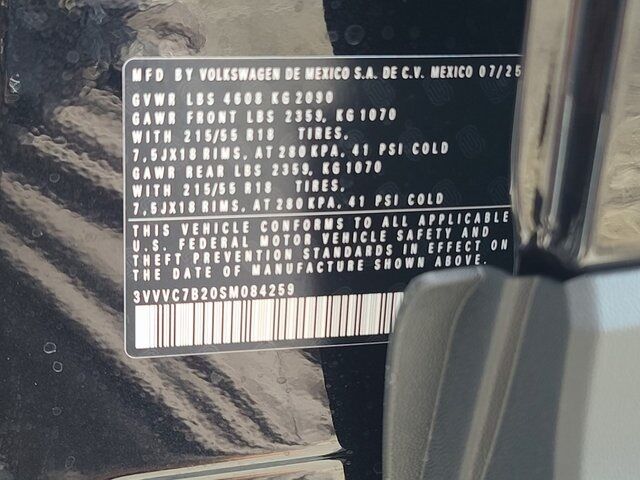 MFD BY VOLKSWAGEN DE MEXICO S.A. DE C.V. MEXICO 07/25
GVWR LBS 4608 KG 2090
GAWR FRONT LBS 2359, KG 1070
WITH 215/55 R18 TIRES,
7,5JX18 RIMS, AT 280 KPA, 41 PSI COLD
GAWR REAR LBS 2359, KG 1070
WITH 215/55 R18 TIRES,
7,5JX18 RIMS, AT 280 KPA, 41 PSI COLD
THIS VEHICLE CONFORMS TO ALL APPLICABLE
U.S. FEDERAL MOTOR VEHICLE SAFETY AND
THEFT PREVENTION STANDARDS IN EFFECT ON
THE DATE OF MANUFACTURE SHOWN ABOVE.
3VVVC7B20SM084259